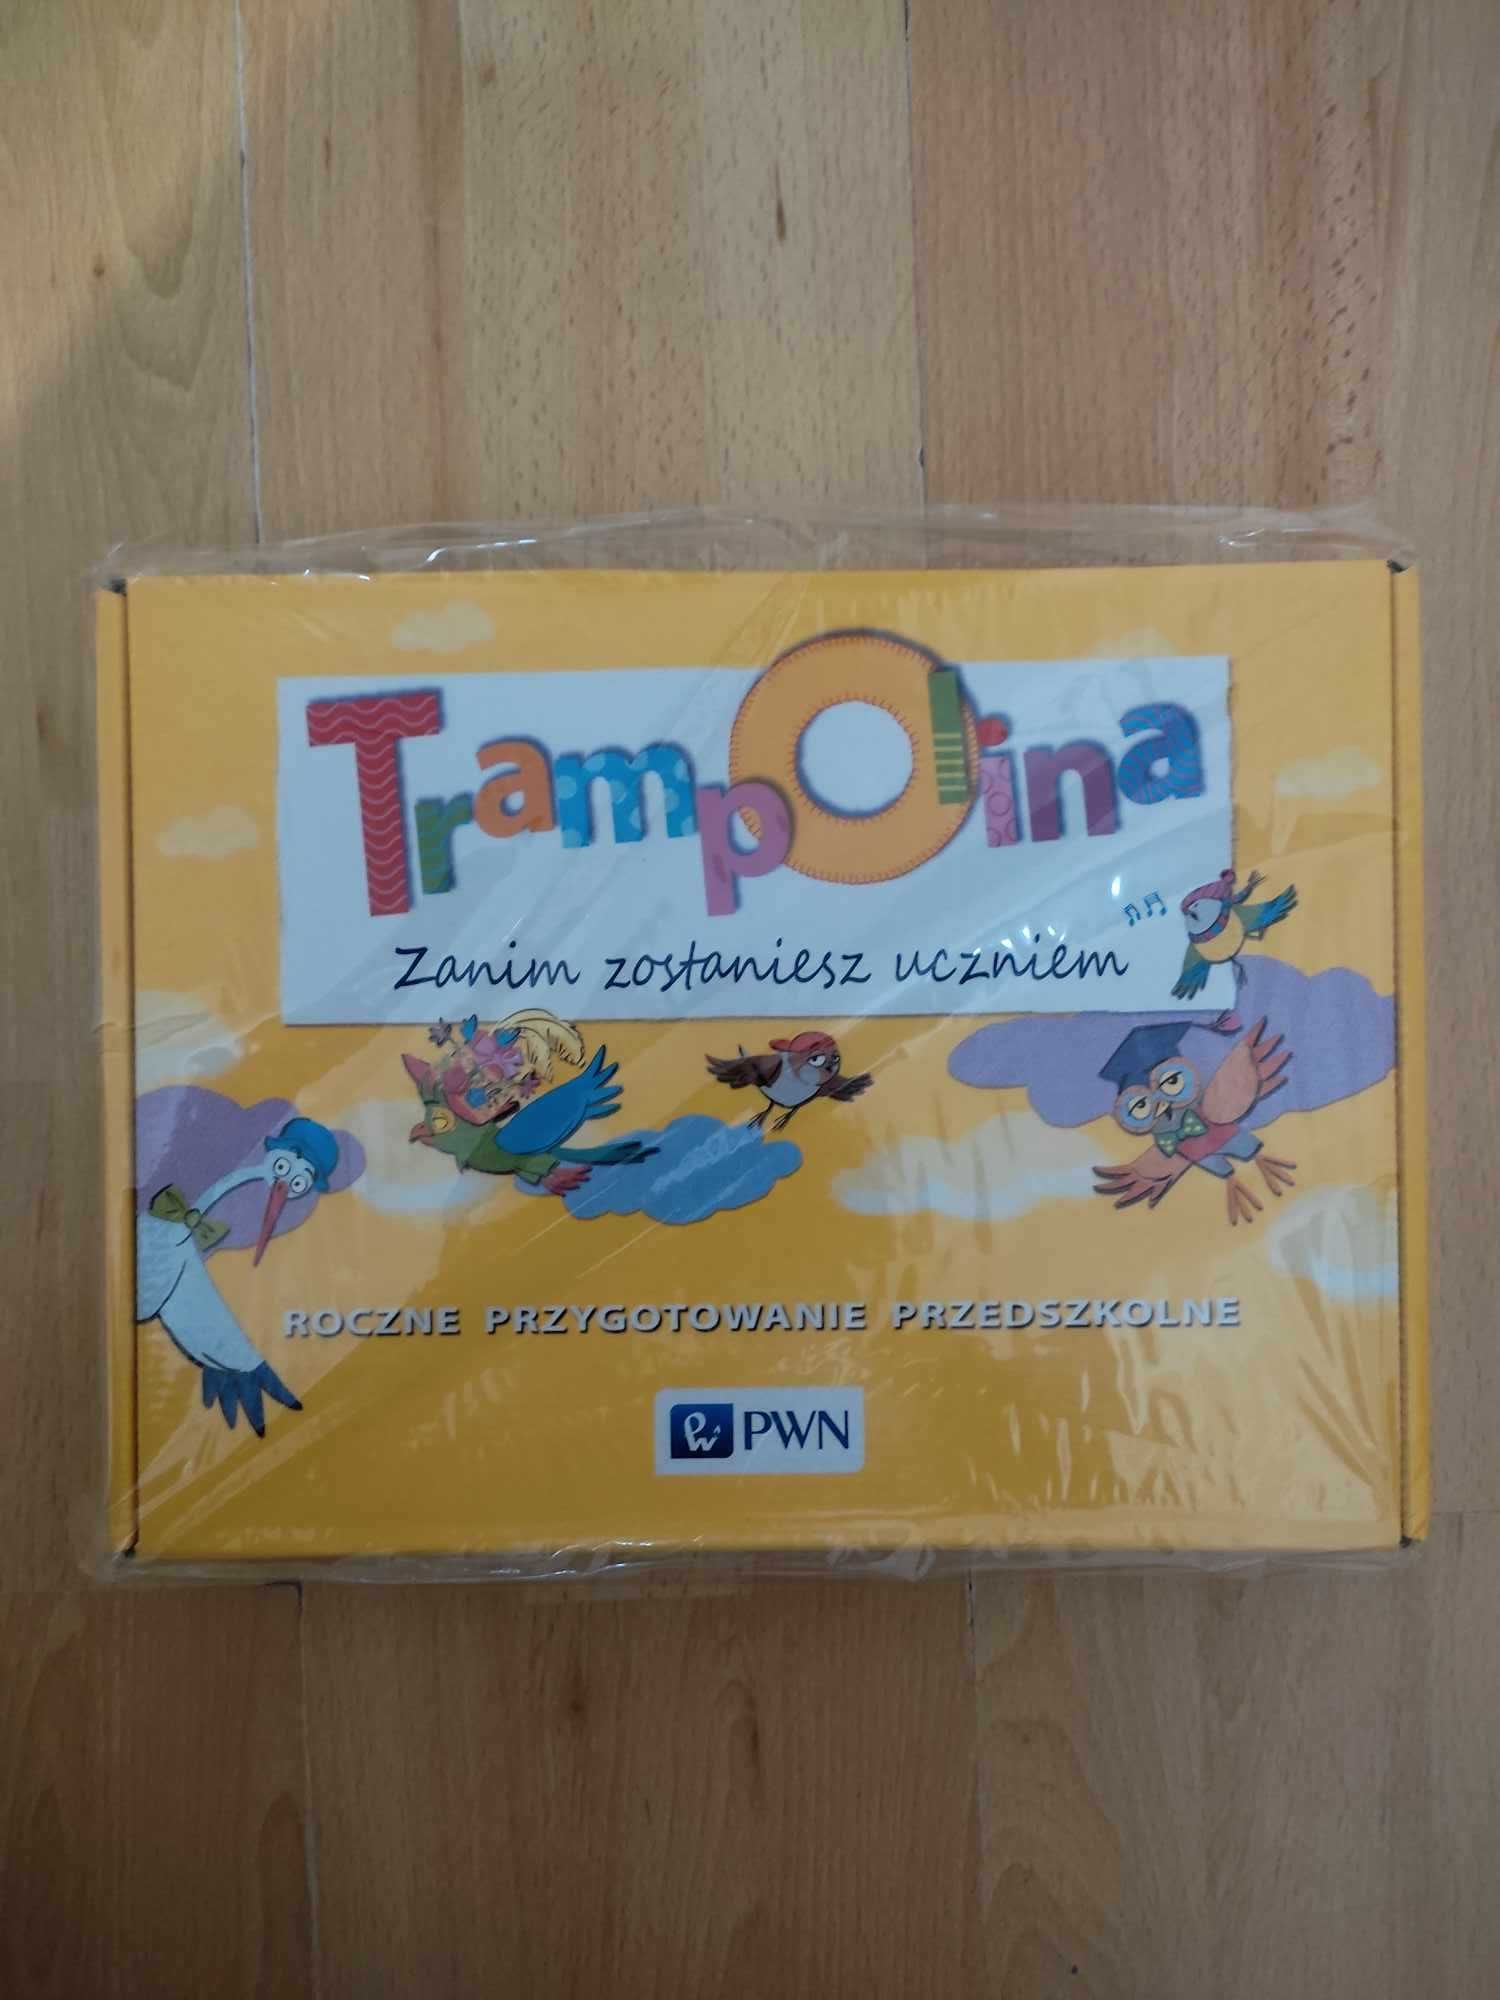 Trampolina
Zanim zostaniesz uczniem
ROCZNE PRZYGOTOWANIE PRZEDSZKOLNE
PWN